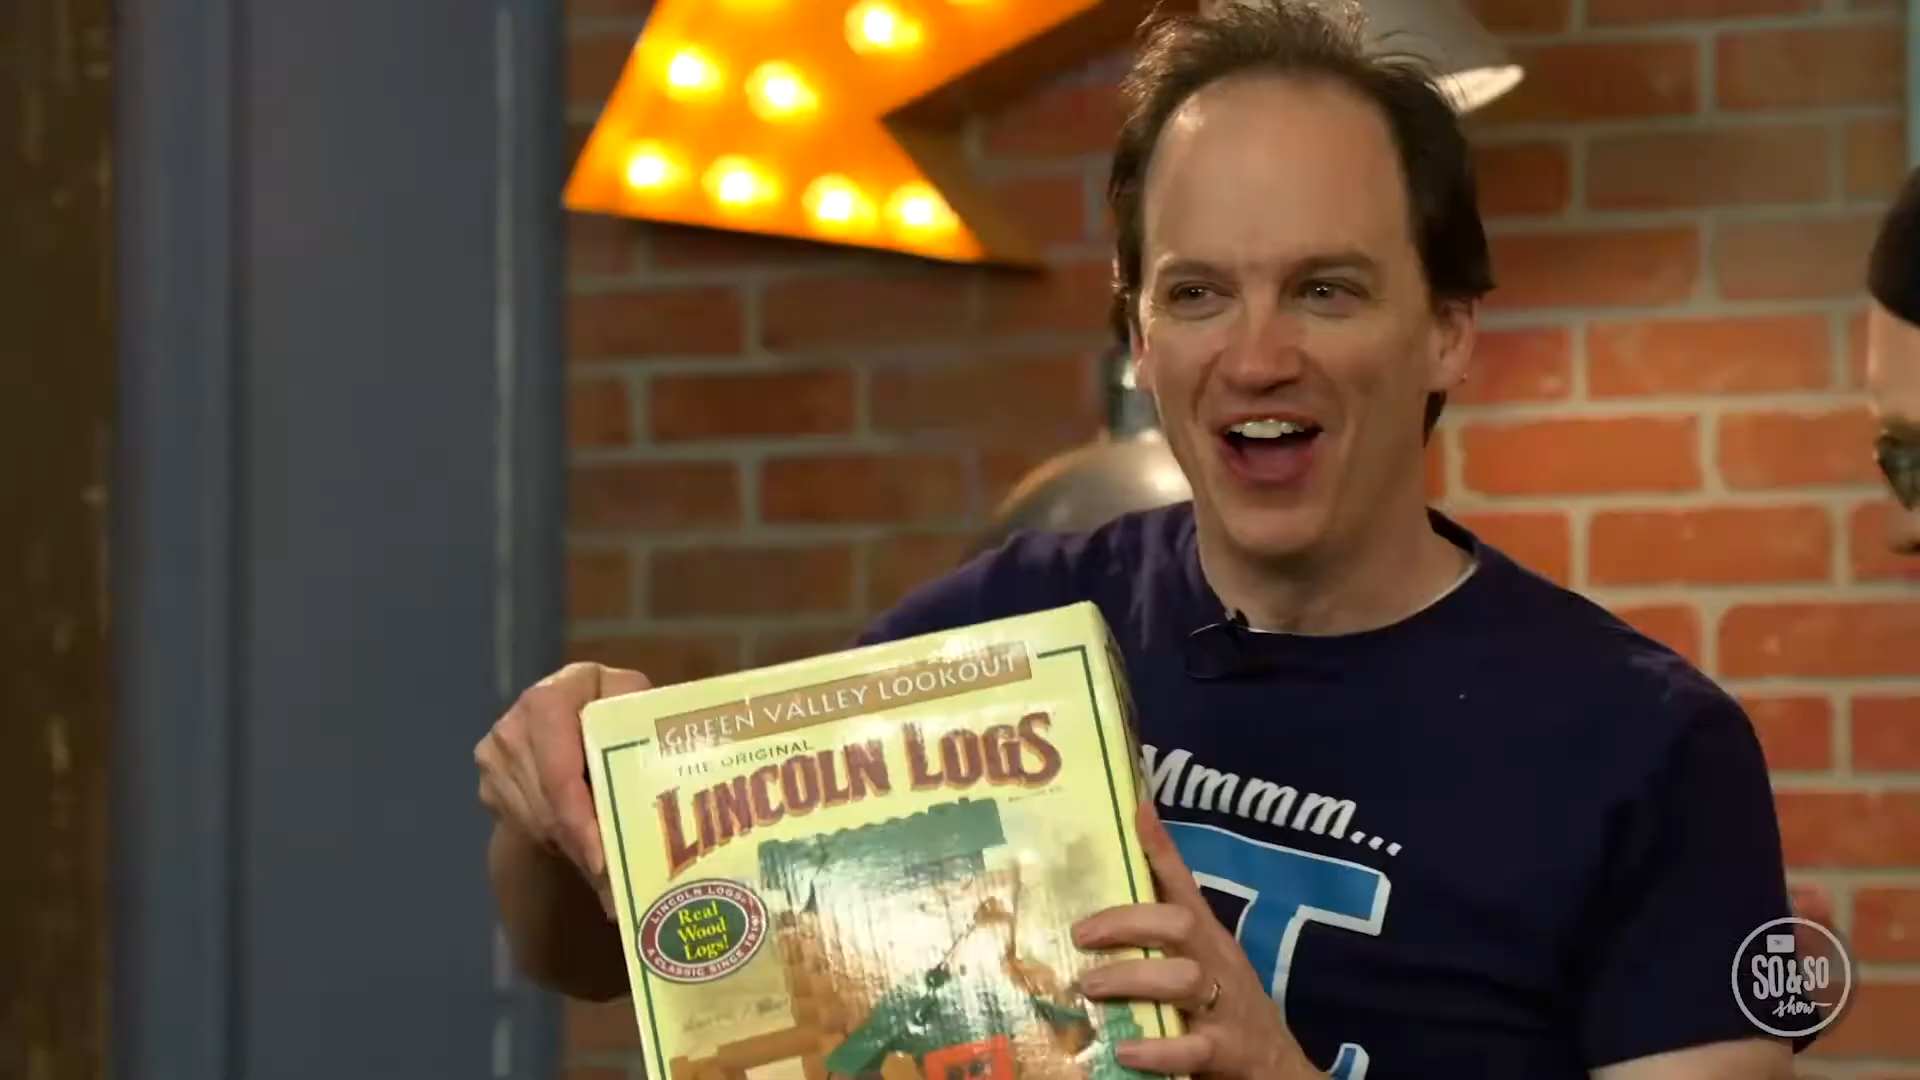 GREEN VALLEY LOOKOUT
THE ORIGINAL
LINCOLN LOGS
LINCOLN LOGS
Real
Wood
Logs!
A CLASSIC SINCE 1916
Mmmm...
SO&SO
show